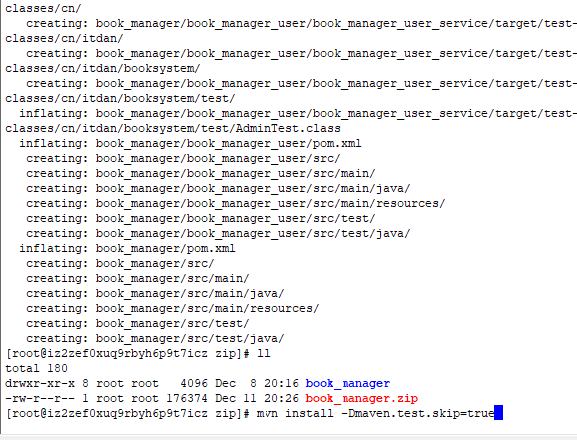 classes/cn/
creating: book_manager/book_manager_user/book_manager_user_service/target/test-
classes/cn/itdan/
creating: book_manager/book_manager_user/book_manager_user_service/target/test-
classes/cn/itdan/booksystem/
creating: book_manager/book_manager_user/book_manager_user_service/target/test-
classes/cn/itdan/booksystem/test/
inflating: book_manager/book_manager_user/book_manager_user_service/target/test-
classes/cn/itdan/booksystem/test/AdminTest.class
inflating: book_manager/book_manager_user/pom.xml
creating: book_manager/book_manager_user/src/
creating: book_manager/book_manager_user/src/main/
creating: book_manager/book_manager_user/src/main/java/
creating: book_manager/book_manager_user/src/main/resources/
creating: book_manager/book_manager_user/src/test/
creating: book_manager/book_manager_user/src/test/java/
inflating: book_manager/pom.xml
creating: book_manager/src/
creating: book_manager/src/main/
creating: book_manager/src/main/java/
creating: book_manager/src/main/resources/
creating: book_manager/src/test/
creating: book_manager/src/test/java/
[root@iz2zef0xuq9rbyh6p9t7icz zip]# ll
total 180
drwxr-xr-x 8 root root   4096 Dec  8 20:16 book_manager
-rw-r--r-- 1 root root 176374 Dec 11 20:26 book_manager.zip
[root@iz2zef0xuq9rbyh6p9t7icz zip]# mvn install -Dmaven.test.skip=true